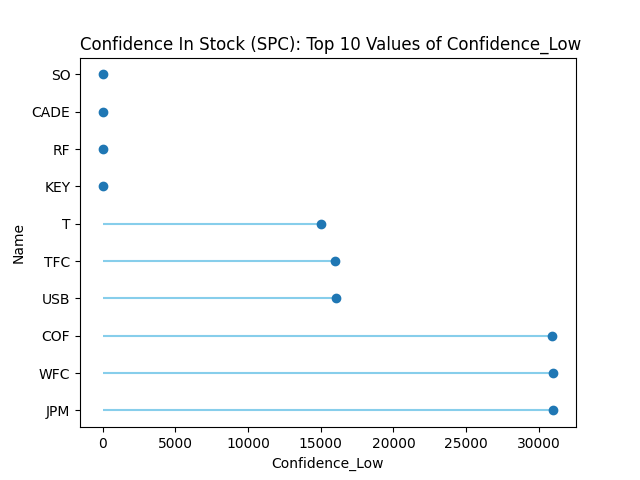 Confidence In Stock (SPC): Top 10 Values of Confidence_Low
SO
CADE
RF
KEY
T
TFC
USB
COF
WFC
JPM
Name
0 5000 10000 15000 20000 25000 30000
Confidence_Low